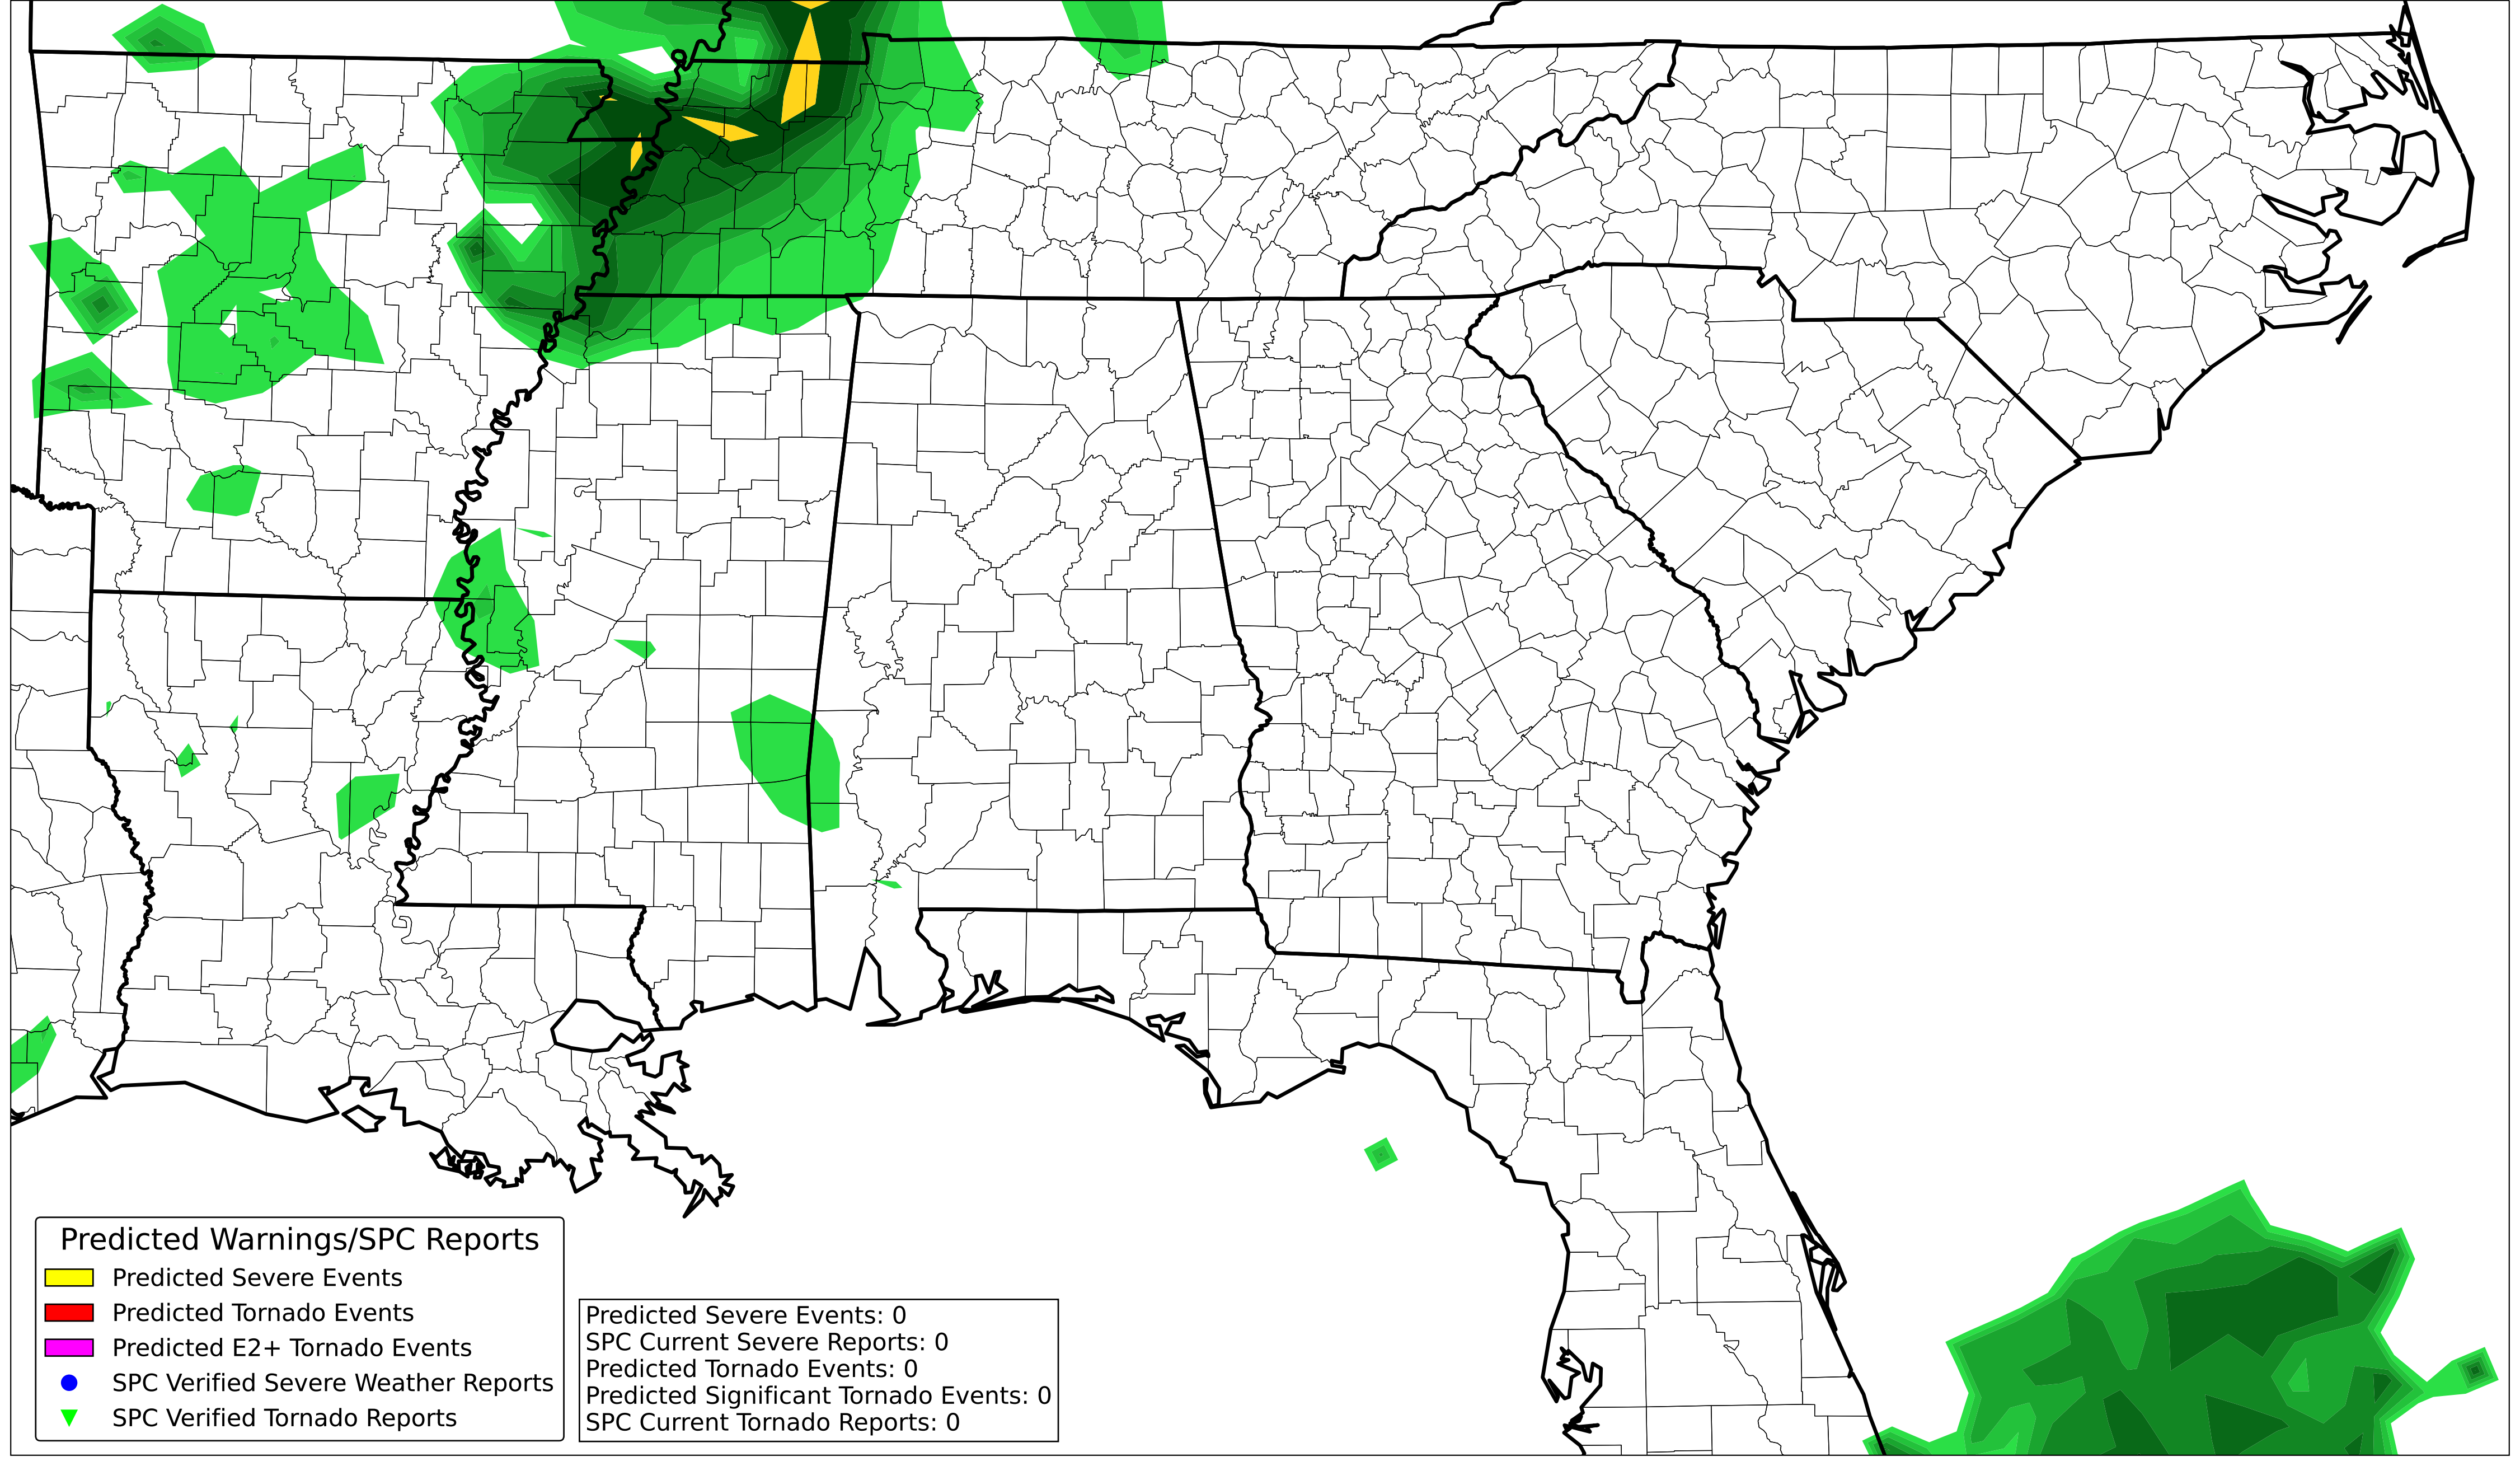 Predicted Warnings/SPC Reports
Predicted Severe Events
Predicted Tornado Events
Predicted E2+ Tornado Events
SPC Verified Severe Weather Reports
SPC Verified Tornado Reports
Predicted Severe Events: 0
SPC Current Severe Reports: 0
Predicted Tornado Events: 0
Predicted Significant Tornado Events: 0
SPC Current Tornado Reports: 0